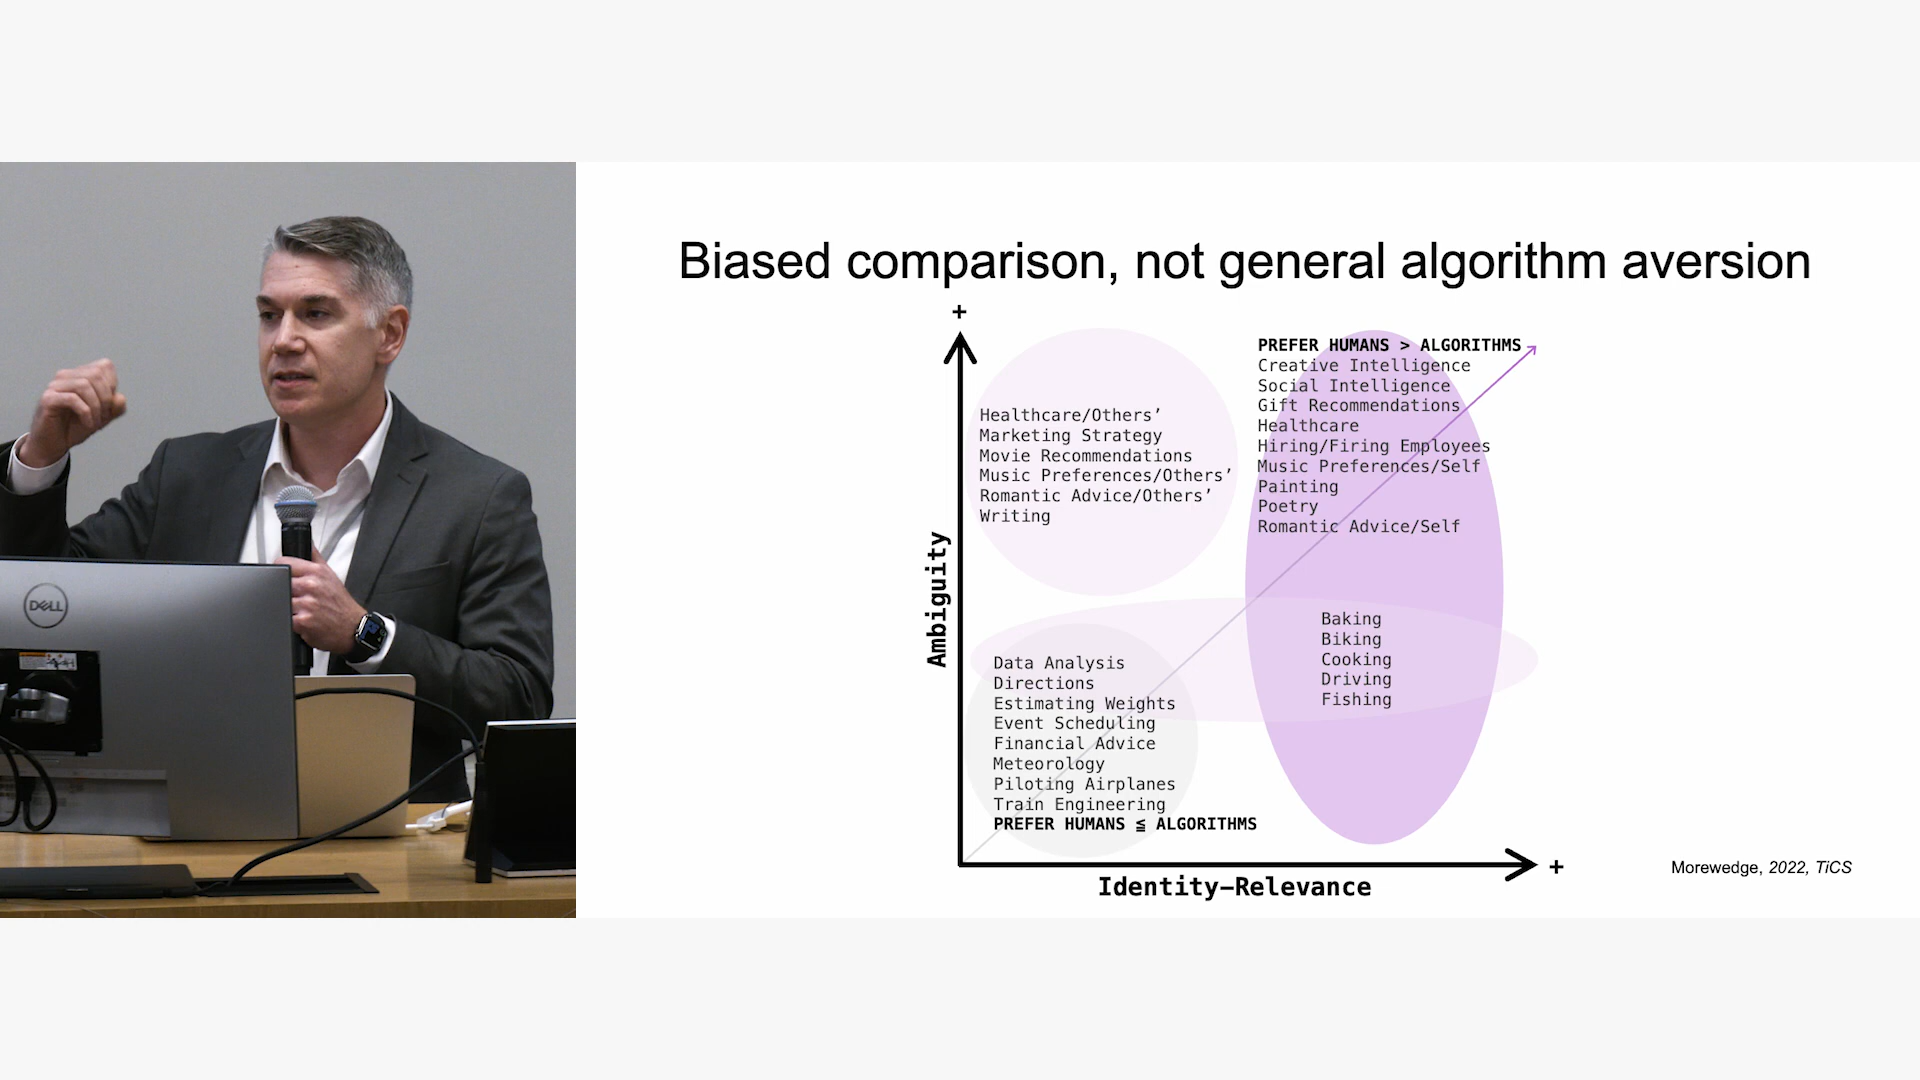 Biased comparison, not general algorithm aversion
+
PREFER HUMANS > ALGORITHMS
Creative Intelligence
Social Intelligence
Gift Recommendations
Healthcare
Hiring/Firing Employees
Music Preferences/Self
Painting
Poetry
Romantic Advice/Self
Healthcare/Others’
Marketing Strategy
Movie Recommendations
Music Preferences/Others’
Romantic Advice/Others’
Writing
Ambiguity
Baking
Biking
Cooking
Driving
Fishing
Data Analysis
Directions
Estimating Weights
Event Scheduling
Financial Advice
Meteorology
Piloting Airplanes
Train Engineering
PREFER HUMANS ≦ ALGORITHMS
+
Identity–Relevance
Morewedge, 2022, TiCS
DELL